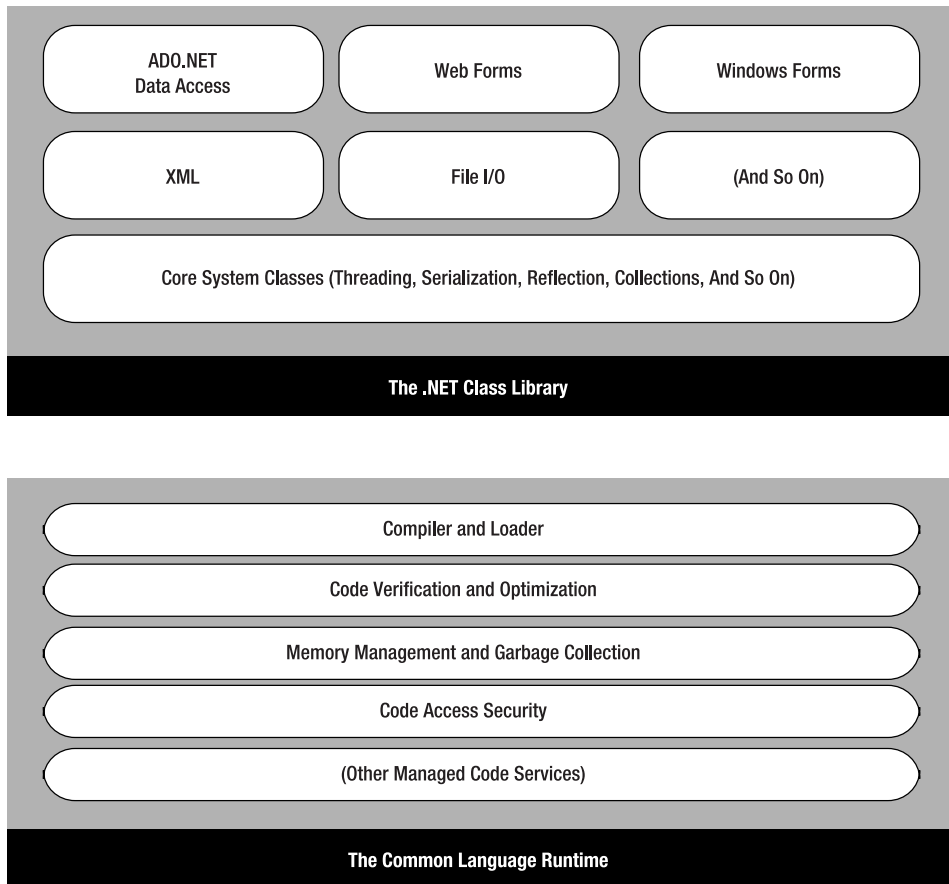 ADO.NET
Data Access
Web Forms
Windows Forms
XML
File I/O
(And So On)
Core System Classes (Threading, Serialization, Reflection, Collections, And So On)
The .NET Class Library
Compiler and Loader
Code Verification and Optimization
Memory Management and Garbage Collection
Code Access Security
(Other Managed Code Services)
The Common Language Runtime